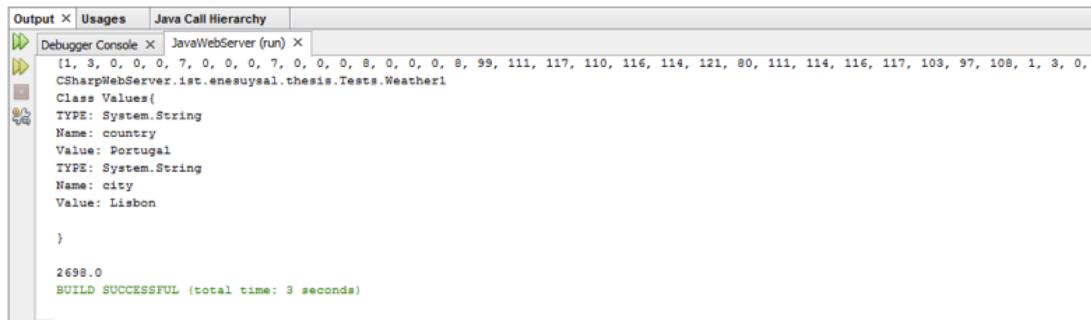 Output × Usages Java Call Hierarchy
Debugger Console × JavaWebServer (run) ×
[1, 3, 0, 0, 0, 7, 0, 0, 0, 7, 0, 0, 0, 8, 0, 0, 0, 8, 99, 111, 117, 110, 116, 114, 121, 80, 111, 114, 116, 117, 103, 97, 108, 1, 3, 0,
CSharpWebServer.ist.enesuysal.thesis.Tests.Weather1
Class Values{
TYPE: System.String
Name: country
Value: Portugal
TYPE: System.String
Name: city
Value: Lisbon
}
2698.0
BUILD SUCCESSFUL (total time: 3 seconds)